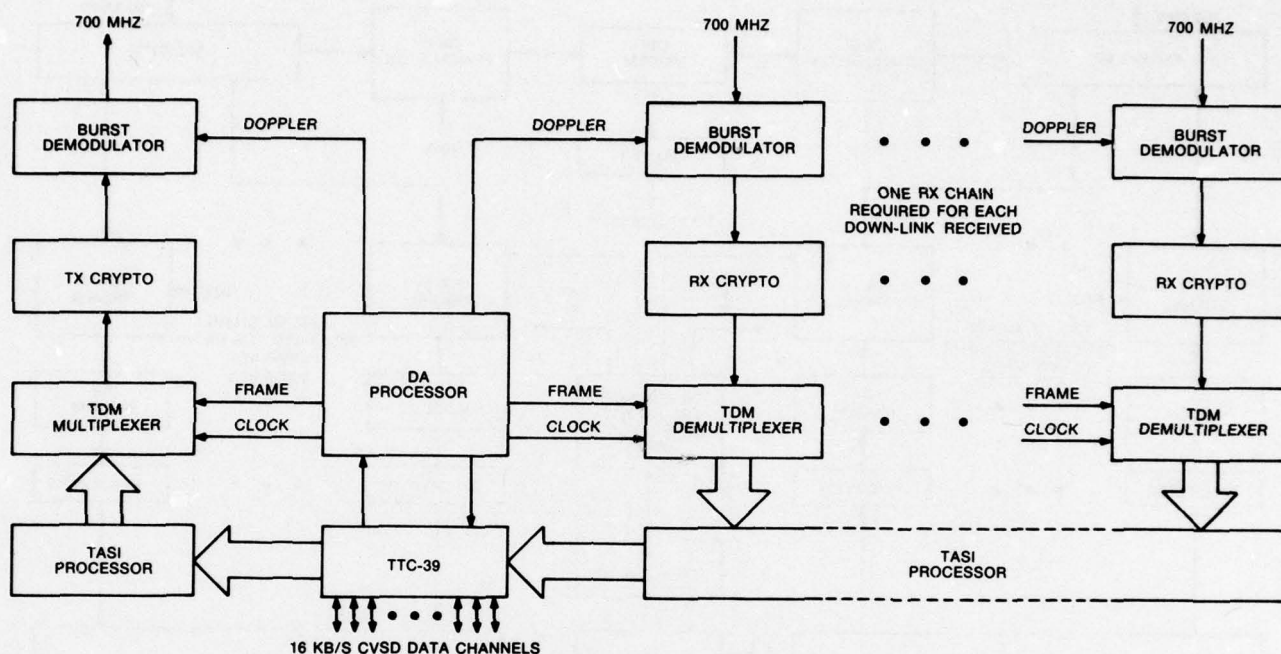 700 MHZ
700 MHZ
700 MHZ
BURST
DEMODULATOR
DOPPLER
DOPPLER
BURST
DEMODULATOR
DOPPLER
BURST
DEMODULATOR
ONE RX CHAIN
REQUIRED FOR EACH
DOWN-LINK RECEIVED
TX CRYPTO
RX CRYPTO
RX CRYPTO
DA
PROCESSOR
TDM
MULTIPLEXER
FRAME
CLOCK
FRAME
CLOCK
TDM
DEMULTIPLEXER
FRAME
CLOCK
TDM
DEMULTIPLEXER
TASI
PROCESSOR
TTC-39
TASI
PROCESSOR
16 KB/S CVSD DATA CHANNELS